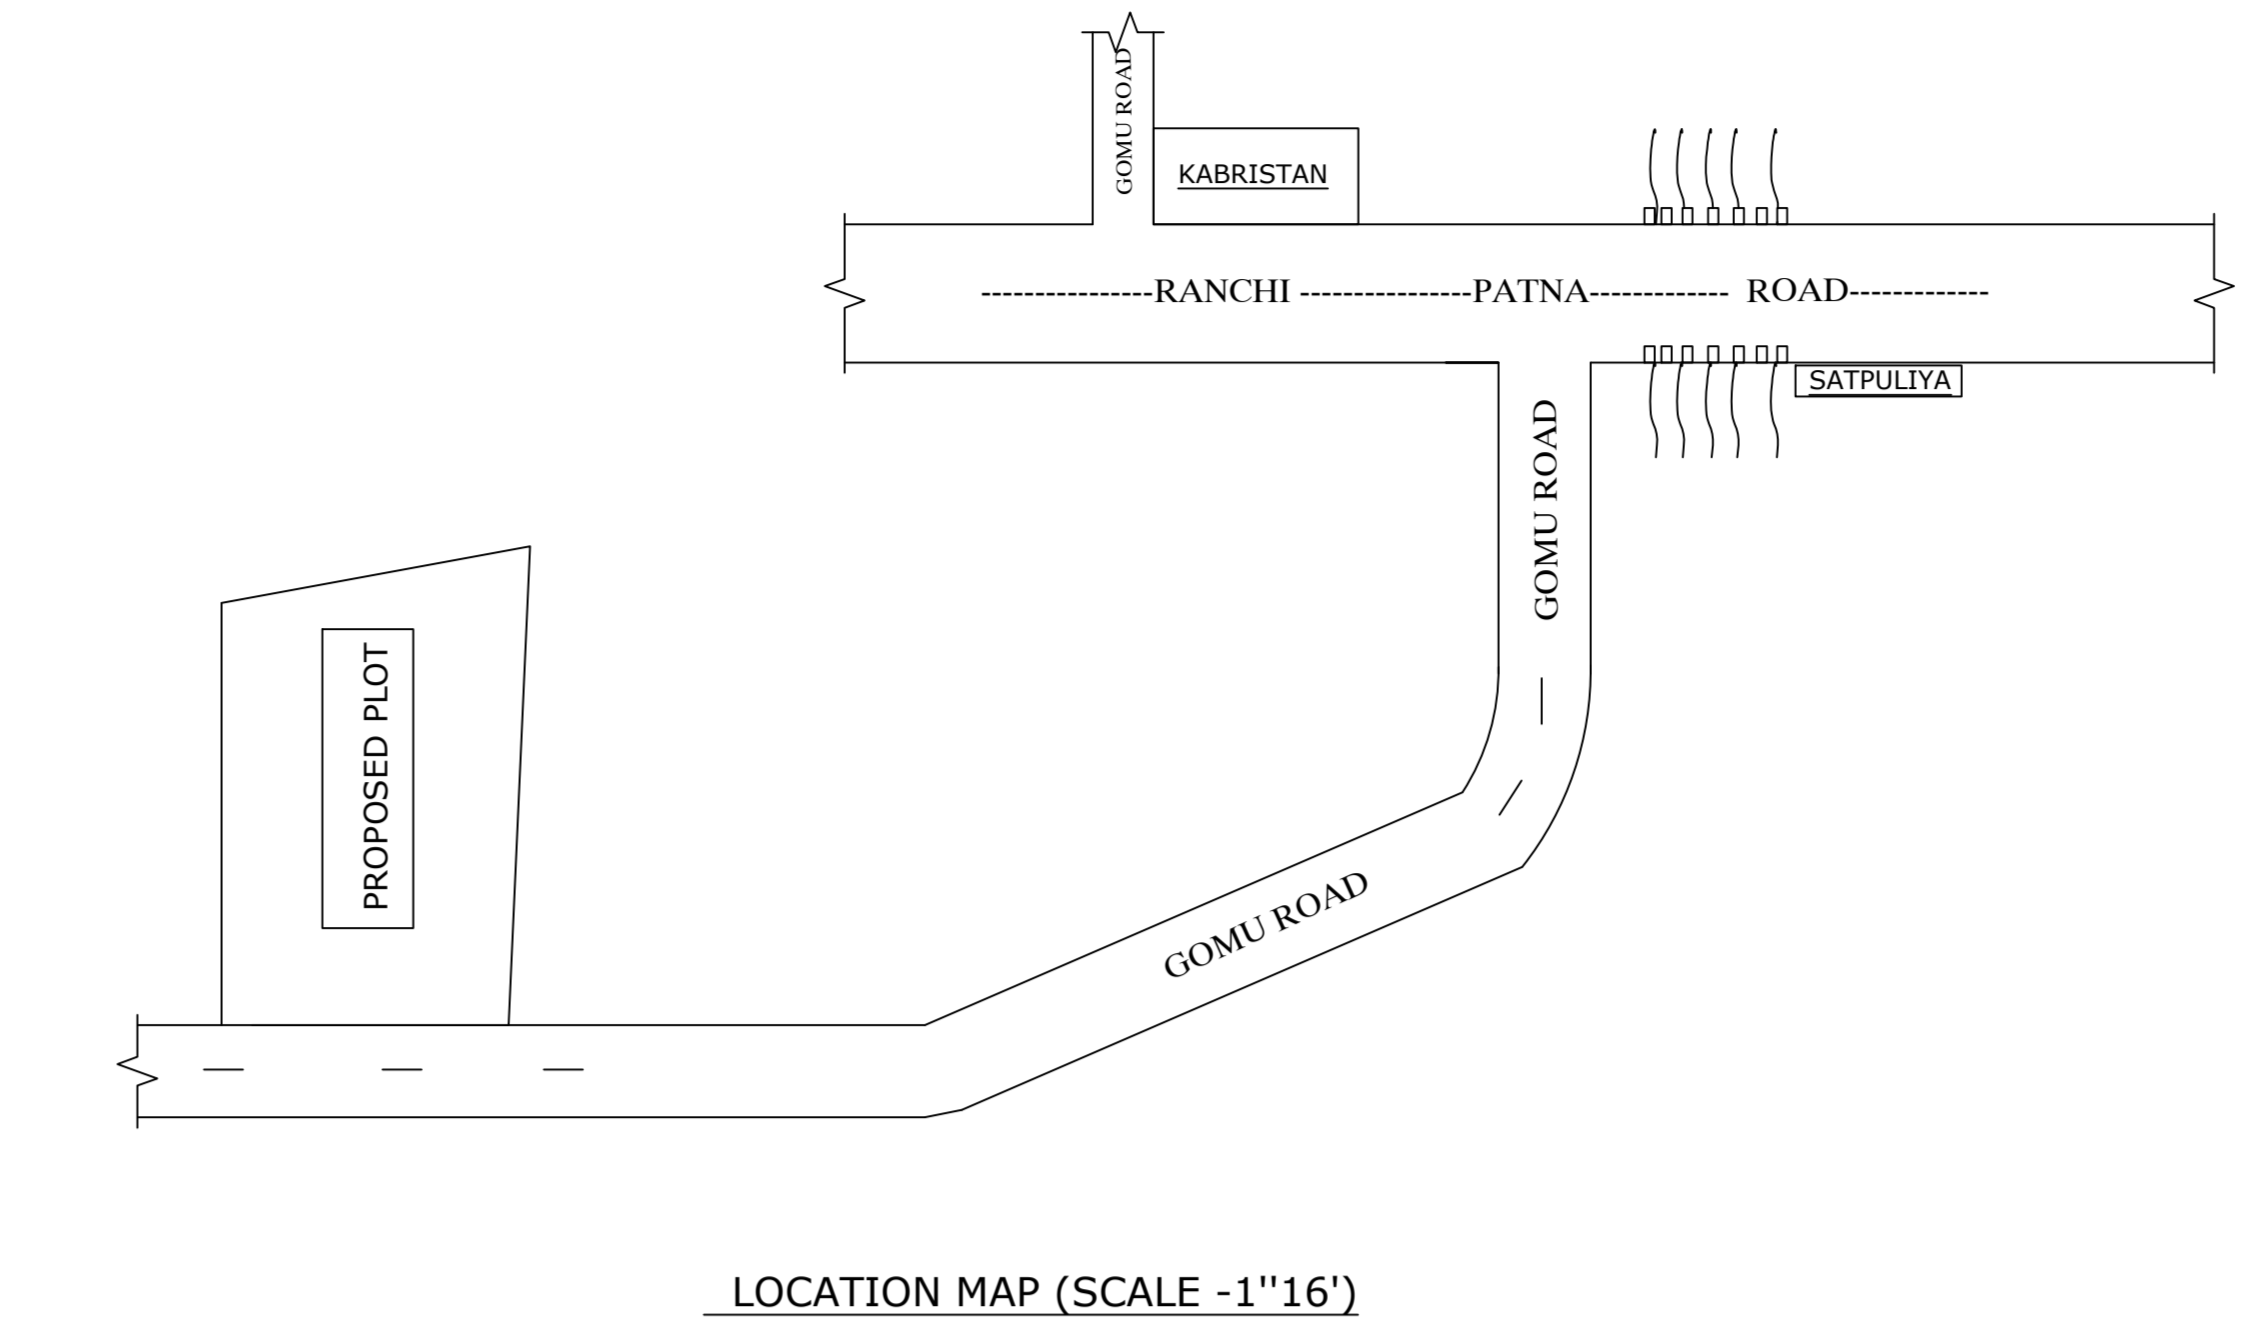 GOMU ROAD
KABRISTAN
---------------RANCHI ---------------PATNA------------ ROAD------------
SATPULIYA
GOMU ROAD
PROPOSED PLOT
GOMU ROAD
LOCATION MAP (SCALE -1"16')